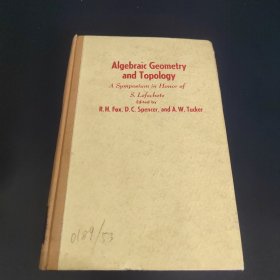 Algebraic Geometry
and Topology
A Symposium in Honor of
S. Lefschetz
Edited by
R. H. Fox, D. C. Spencer, and A. W. Tucker
0189/53